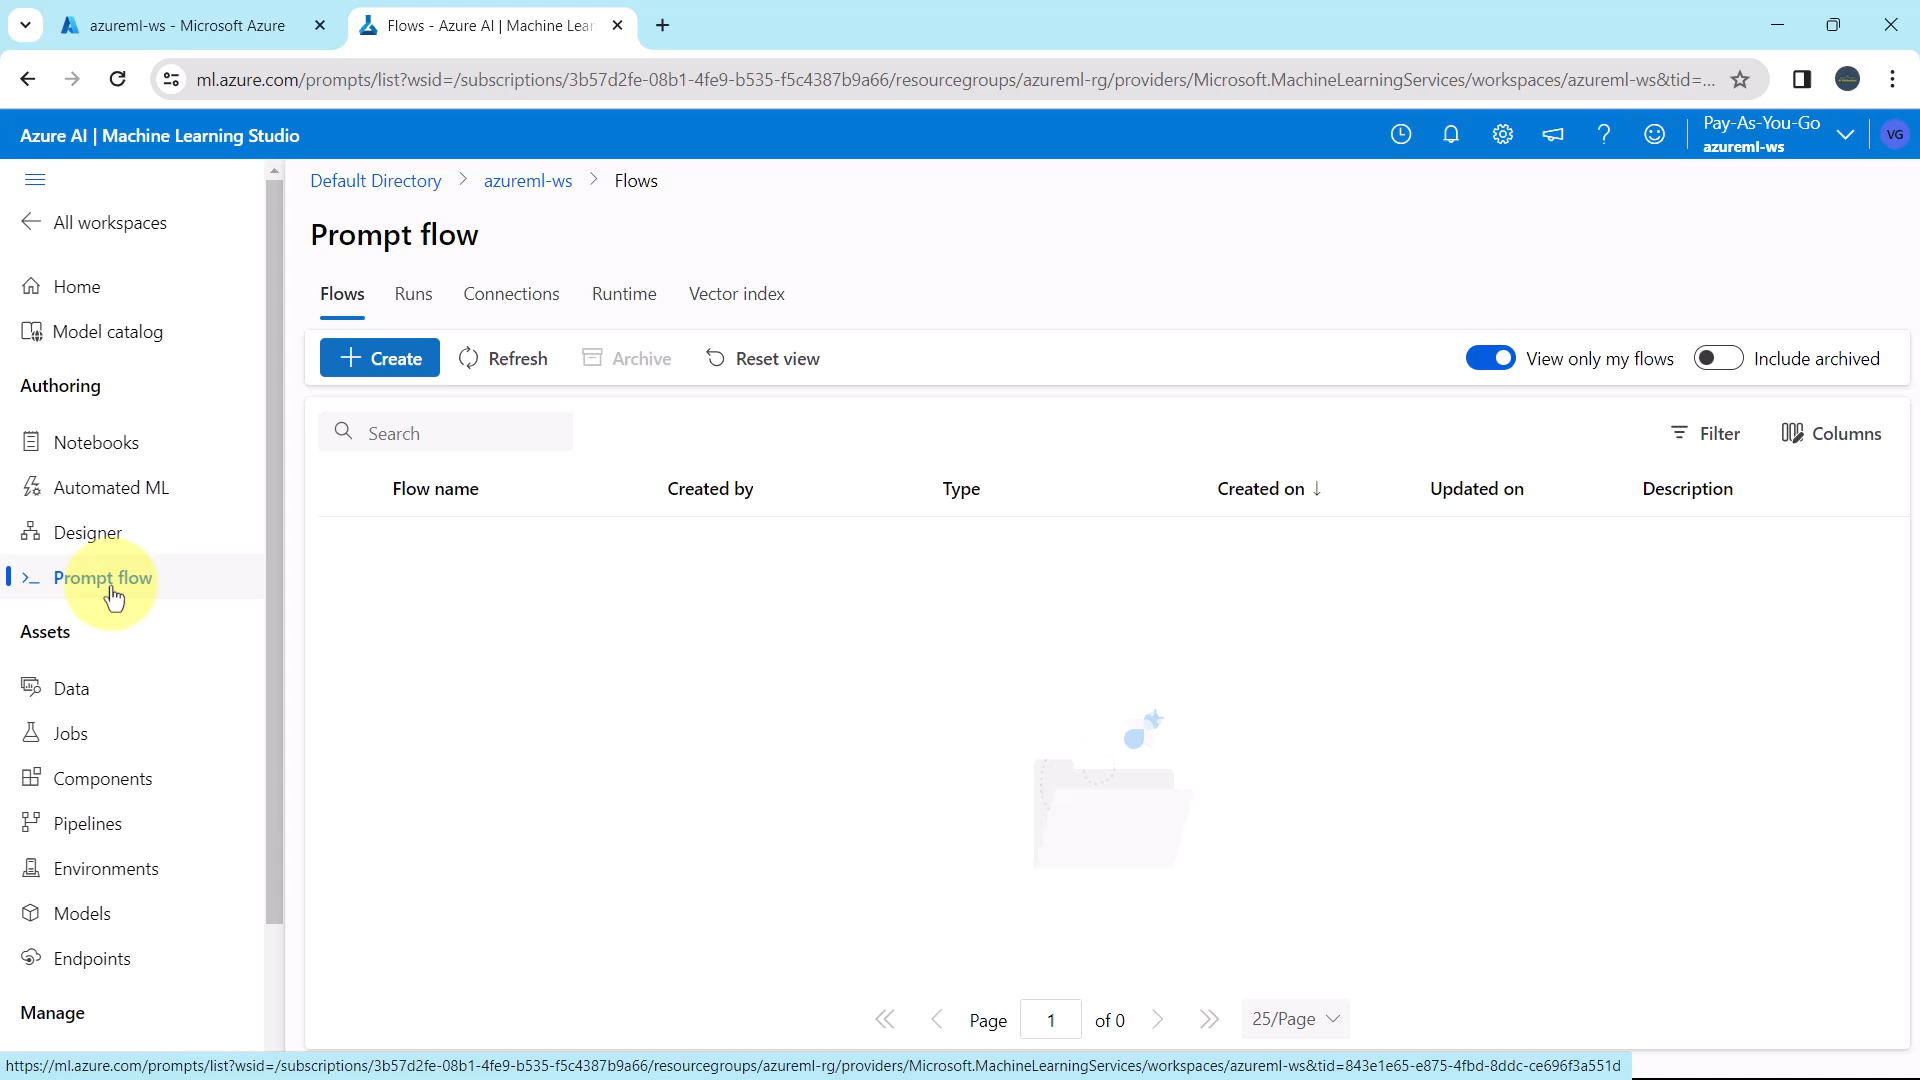 azureml-ws - Microsoft Azure
Flows - Azure AI | Machine Lear
ml.azure.com/prompts/list?wsid=/subscriptions/3b57d2fe-08b1-4fe9-b535-f5c4387b9a66/resourcegroups/azureml-rg/providers/Microsoft.MachineLearningServices/workspaces/azureml-ws&tid=...
Azure AI | Machine Learning Studio
Pay-As-You-Go
azureml-ws
VG
All workspaces
Home
Model catalog
Authoring
Notebooks
Automated ML
Designer
Prompt flow
Assets
Data
Jobs
Components
Pipelines
Environments
Models
Endpoints
Manage
Default Directory > azureml-ws > Flows
Prompt flow
Flows Runs Connections Runtime Vector index
Create Refresh Archive Reset view View only my flows Include archived
Search Filter Columns
Flow name Created by Type Created on ↓ Updated on Description
Page 1 of 0 25/Page
https://ml.azure.com/prompts/list?wsid=/subscriptions/3b57d2fe-08b1-4fe9-b535-f5c4387b9a66/resourcegroups/azureml-rg/providers/Microsoft.MachineLearningServices/workspaces/azureml-ws&tid=843e1e65-e875-4fbd-8ddc-ce696f3a551d